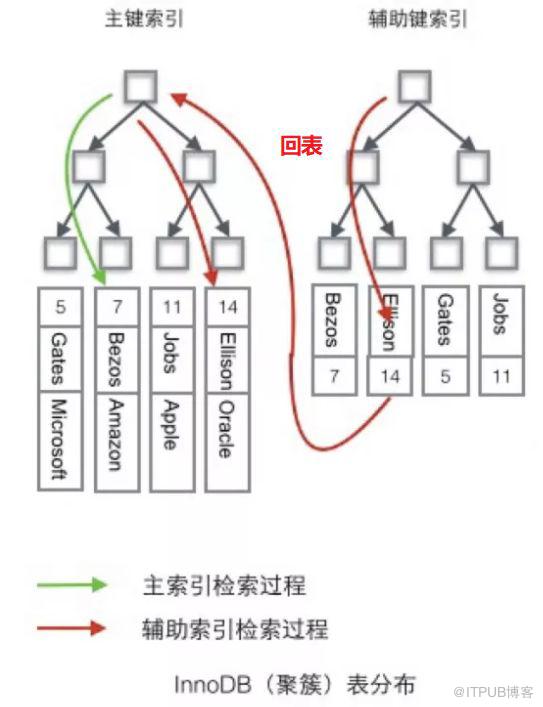 主键索引
辅助键索引
回表
5
Gates
Microsoft
7
Bezos
Amazon
11
Jobs
Apple
14
Ellison
Oracle
Bezos
7
Ellison
14
Gates
5
Jobs
11
主索引检索过程
辅助索引检索过程
InnoDB（聚簇）表分布
@ITPUB博客